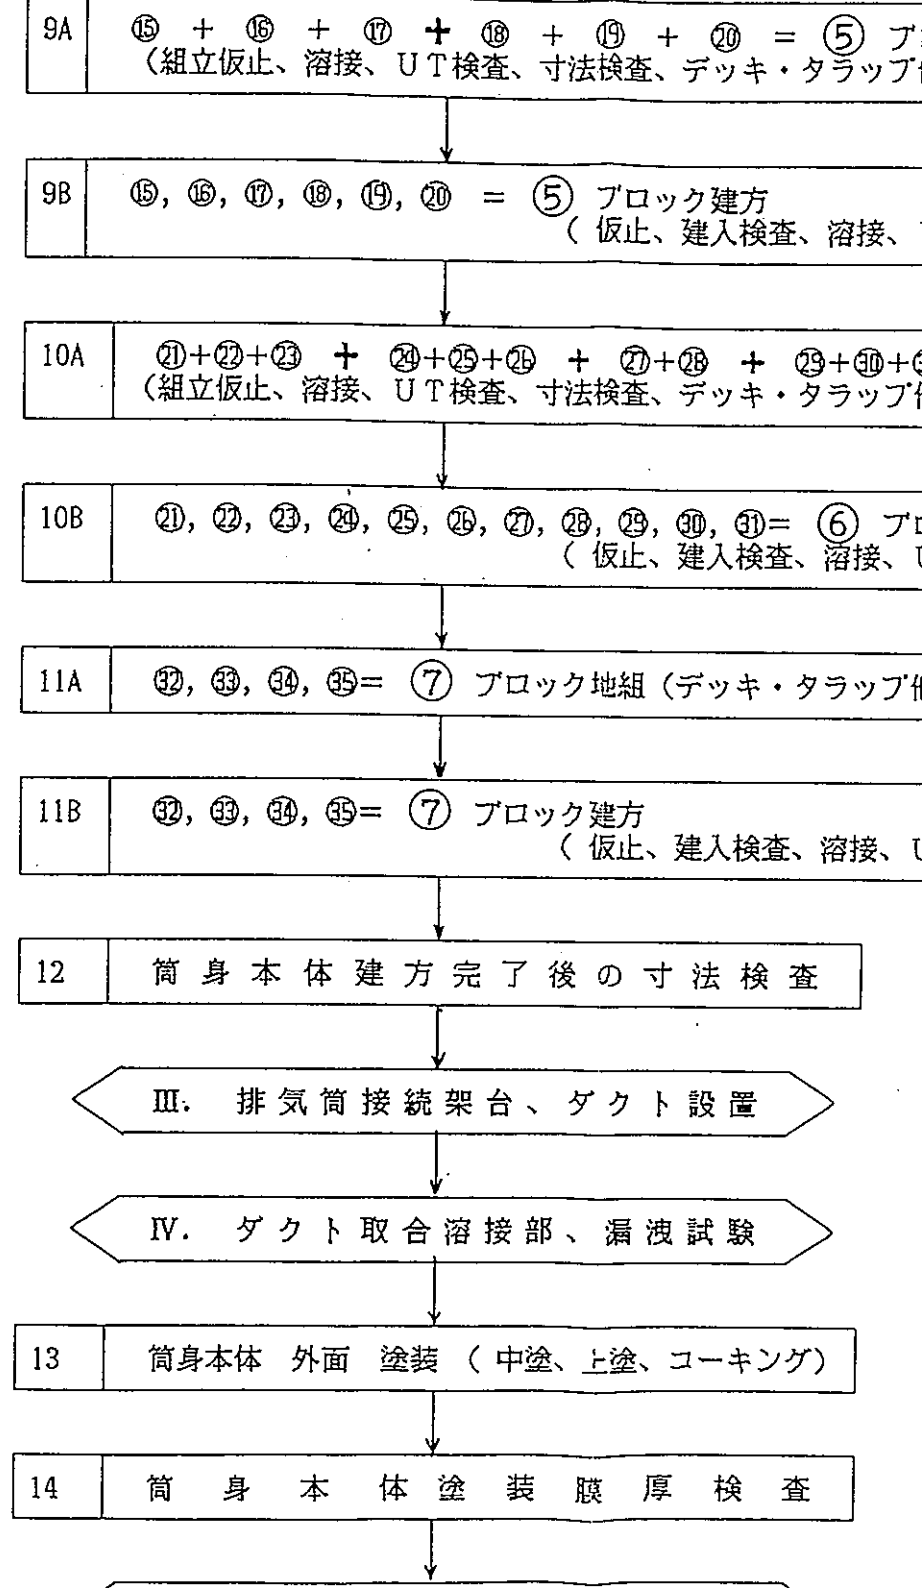 9A ⑮ + ⑯ + ⑰ + ⑱ + ⑲ + ⑳ = ⑤ ブ
(組立仮止、溶接、UT検査、寸法検査、デッキ・タラップ
9B ⑮, ⑯, ⑰, ⑱, ⑲, ⑳ = ⑤ ブロック建方
( 仮止、建入検査、溶接、
10A ㉑+㉒+㉓ + ㉔+㉕+㉖ + ㉗+㉘ + ㉙+㉚+
(組立仮止、溶接、UT検査、寸法検査、デッキ・タラップ
10B ㉑, ㉒, ㉓, ㉔, ㉕, ㉖, ㉗, ㉘, ㉙, ㉚, ㉛= ⑥ ブロ
( 仮止、建入検査、溶接、U
11A ㉜, ㉝, ㉞, ㉟= ⑦ ブロック地組 (デッキ・タラップ他
11B ㉜, ㉝, ㉞, ㉟= ⑦ ブロック建方
( 仮止、建入検査、溶接、U
12 筒身本体建方完了後の寸法検査
Ⅲ. 排気筒接続架台、ダクト設置
Ⅳ. ダクト取合溶接部、漏洩試験
13 筒身本体 外面 塗装 ( 中塗、上塗、コーキング)
14 筒身本体塗装膜厚検査